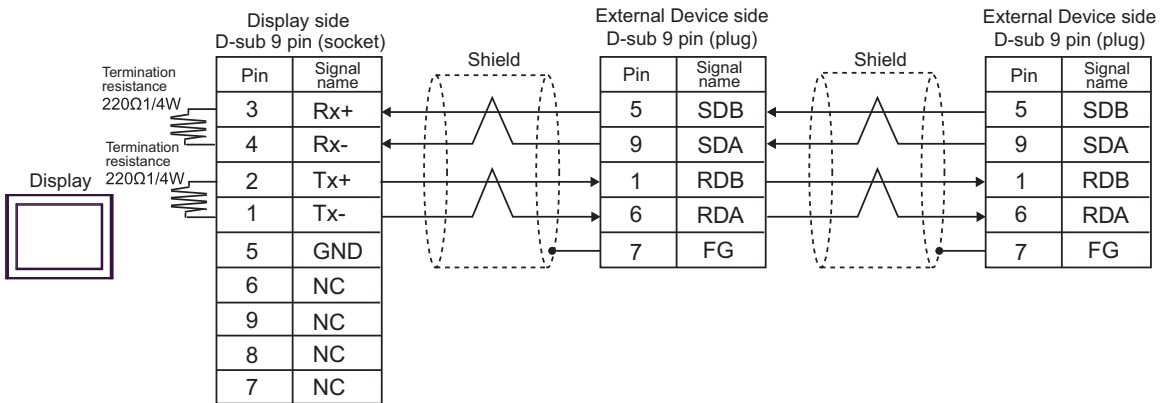 Display side
D-sub 9 pin (socket)
Pin Signal name
3 Rx+
4 Rx-
2 Tx+
1 Tx-
5 GND
6 NC
9 NC
8 NC
7 NC
Termination
resistance
220Ω1/4W
Termination
resistance
220Ω1/4W
Display
Shield
External Device side
D-sub 9 pin (plug)
Pin Signal name
5 SDB
9 SDA
1 RDB
6 RDA
7 FG
Shield
External Device side
D-sub 9 pin (plug)
Pin Signal name
5 SDB
9 SDA
1 RDB
6 RDA
7 FG